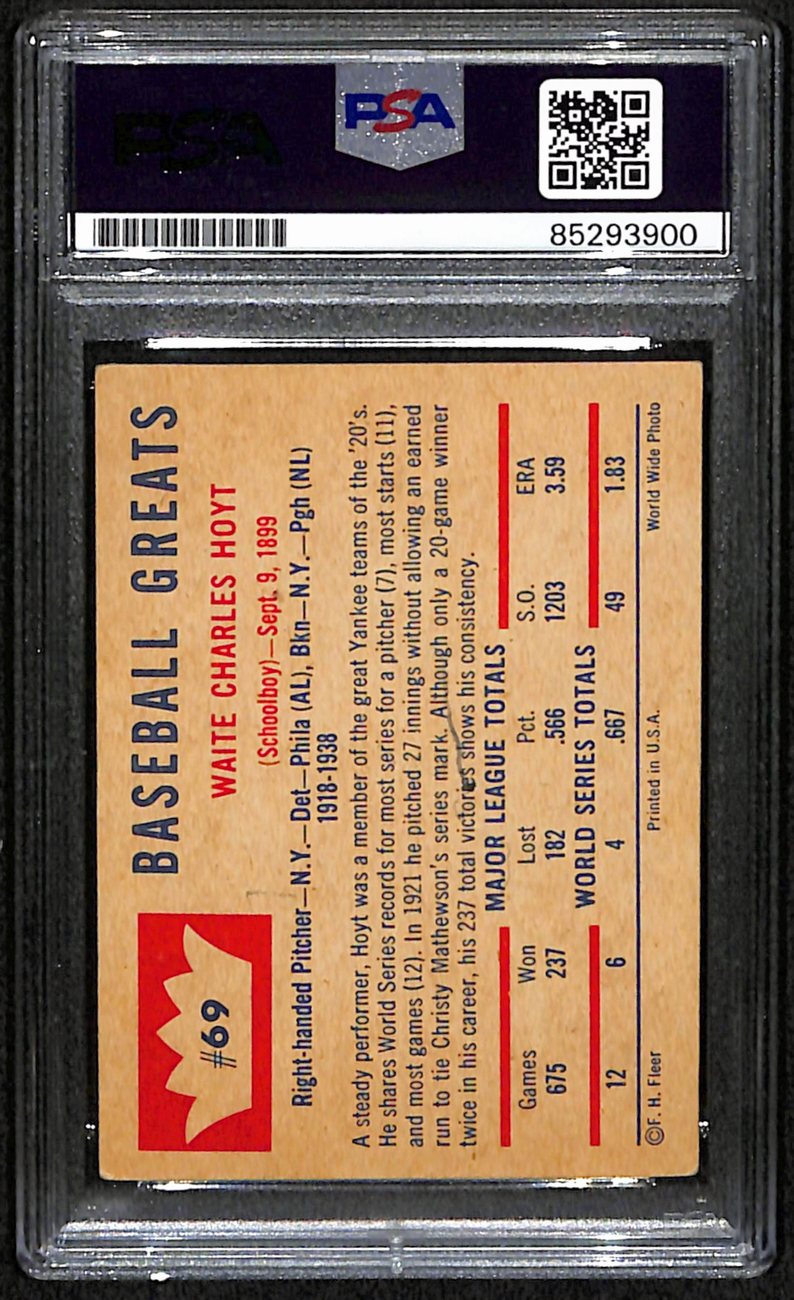 PSA
PSA
85293900
#69
BASEBALL GREATS
WAITE CHARLES HOYT
(Schoolboy)—Sept. 9, 1899
Right-handed Pitcher—N.Y.—Det—Phila (AL), Bkn—N.Y.—Pgh (NL)
1918-1938
A steady performer, Hoyt was a member of the great Yankee teams of the '20's.
He shares World Series records for most series for a pitcher (7), most starts (11),
and most games (12). In 1921 he pitched 27 innings without allowing an earned
run to tie Christy Mathewson's series mark. Although only a 20-game winner
twice in his career, his 237 total victories shows his consistency.
MAJOR LEAGUE TOTALS
Games Won Lost Pct. S.O. ERA
675 237 182 .566 1203 3.59
WORLD SERIES TOTALS
12 6 4 .667 49 1.83
©F. H. Fleer Printed in U.S.A. World Wide Photo